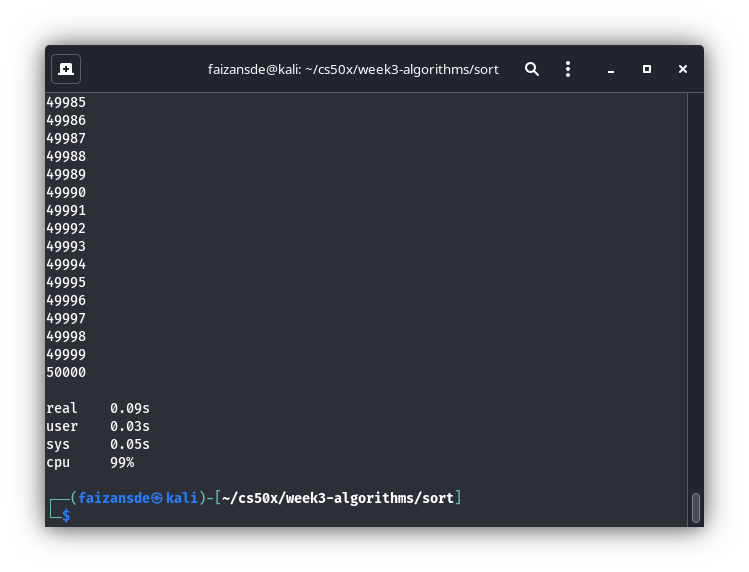 faizansde@kali: ~/cs50x/week3-algorithms/sort
49985
49986
49987
49988
49989
49990
49991
49992
49993
49994
49995
49996
49997
49998
49999
50000
real    0.09s
user    0.03s
sys     0.05s
cpu     99%
┌──(faizansde㉿kali)-[~/cs50x/week3-algorithms/sort]
└─$